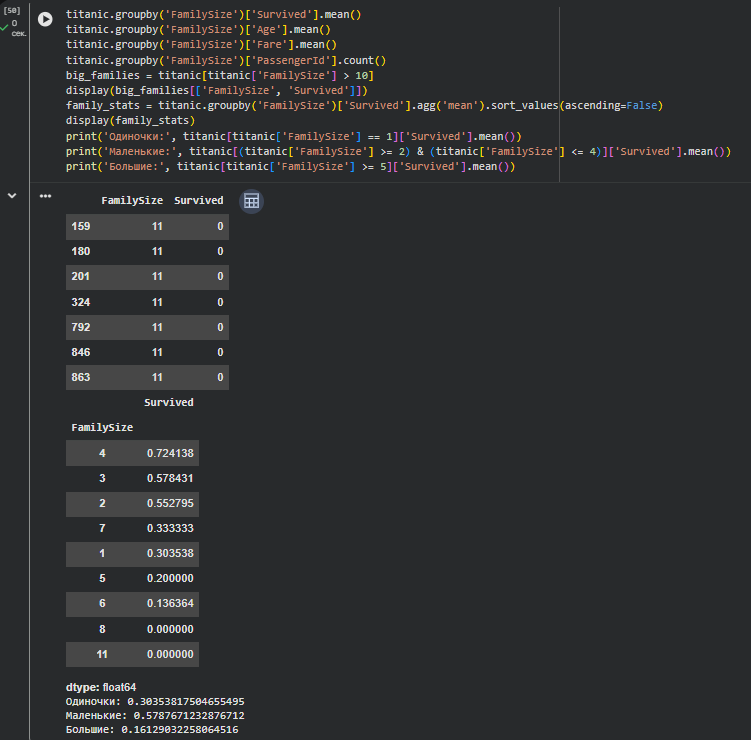 [50]
0
сек.
titanic.groupby('FamilySize')['Survived'].mean()
titanic.groupby('FamilySize')['Age'].mean()
titanic.groupby('FamilySize')['Fare'].mean()
titanic.groupby('FamilySize')['PassengerId'].count()
big_families = titanic[titanic['FamilySize'] > 10]
display(big_families[['FamilySize', 'Survived']])
family_stats = titanic.groupby('FamilySize')['Survived'].agg('mean').sort_values(ascending=False)
display(family_stats)
print('Одиночки:', titanic[titanic['FamilySize'] == 1]['Survived'].mean())
print('Маленькие:', titanic[(titanic['FamilySize'] >= 2) & (titanic['FamilySize'] <= 4)]['Survived'].mean())
print('Большие:', titanic[titanic['FamilySize'] >= 5]['Survived'].mean())
FamilySize Survived
159 11 0
180 11 0
201 11 0
324 11 0
792 11 0
846 11 0
863 11 0
Survived
FamilySize
4 0.724138
3 0.578431
2 0.552795
7 0.333333
1 0.303538
5 0.200000
6 0.136364
8 0.000000
11 0.000000
dtype: float64
Одиночки: 0.30353817504655495
Маленькие: 0.5787671232876712
Большие: 0.16129032258064516